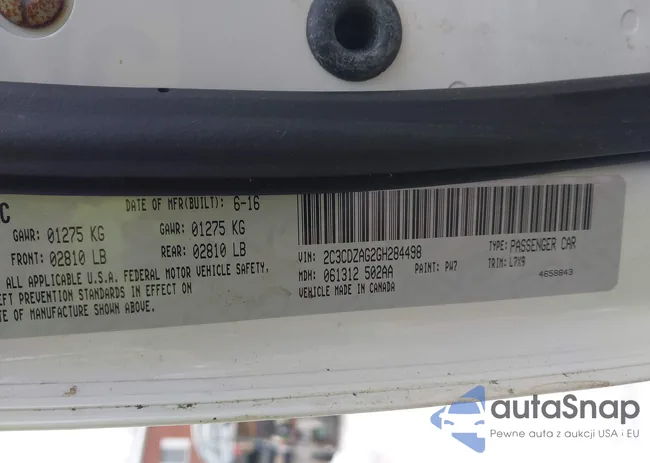 C
DATE OF MFR(BUILT): 6-16
GAWR: 01275 KG GAWR: 01275 KG
FRONT: 02810 LB REAR: 02810 LB
ALL APPLICABLE U.S.A. FEDERAL MOTOR VEHICLE SAFETY,
EFT PREVENTION STANDARDS IN EFFECT ON
TE OF MANUFACTURE SHOWN ABOVE.
VIN: 2C3CDZAG2GH284498 TYPE: PASSENGER CAR
MDH: 061312 502AA PAINT: PW7 TRIM: L7X9
VEHICLE MADE IN CANADA 4658843
autoSnap
Pewne auta z aukcji USA i EU